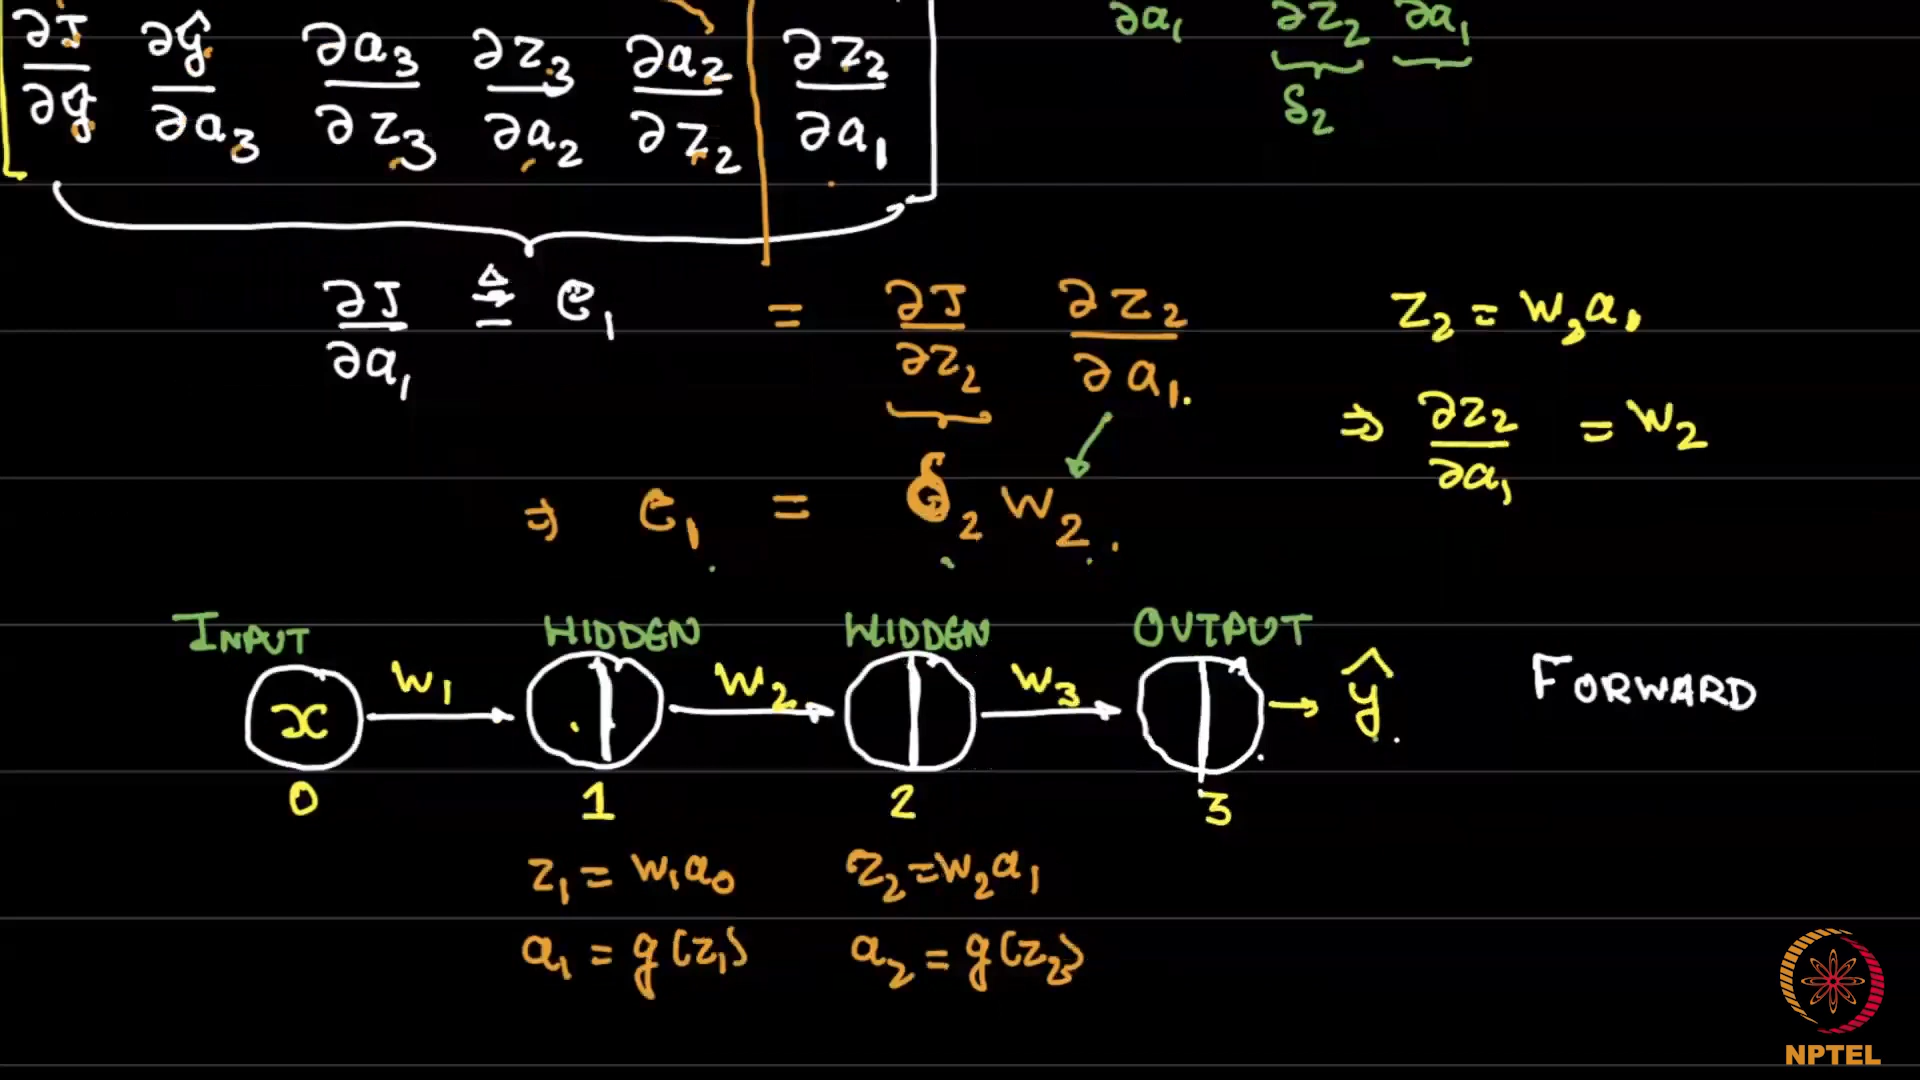 ∂J/∂ŷ ∂ŷ/∂a₃ ∂a₃/∂z₃ ∂z₃/∂a₂ ∂a₂/∂z₂ ∂z₂/∂a₁
∂a₁ ∂z₂ ∂a₁
δ₂
∂J/∂a₁ ≜ e₁ = ∂J/∂z₂ ∂z₂/∂a₁.
z₂ = w₂a₁
⇒ ∂z₂/∂a₁ = w₂
⇒ e₁ = δ₂ w₂.
INPUT HIDDEN HIDDEN OUTPUT
x w₁ w₂ w₃ → ŷ. FORWARD
0 1 2 3
z₁ = w₁a₀ z₂ = w₂a₁
a₁ = g(z₁) a₂ = g(z₂)
NPTEL